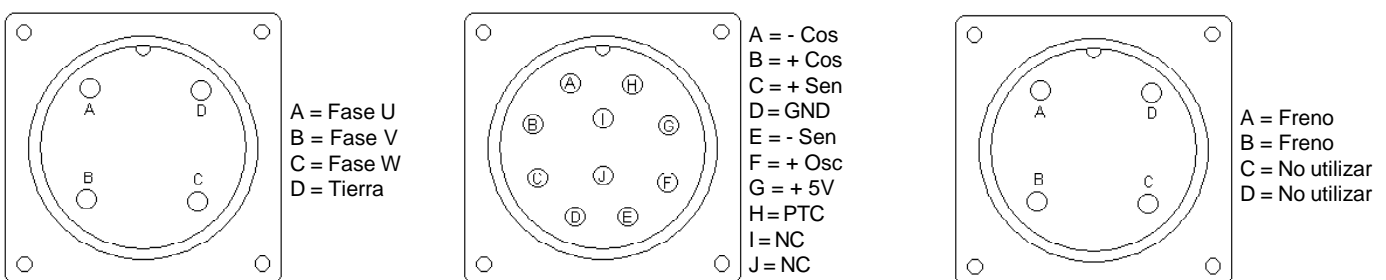 A
D
B
C
A = Fase U
B = Fase V
C = Fase W
D = Tierra
A
H
I
B
G
C
J
F
D
E
A = - Cos
B = + Cos
C = + Sen
D = GND
E = - Sen
F = + Osc
G = + 5V
H = PTC
I = NC
J = NC
A
D
B
C
A = Freno
B = Freno
C = No utilizar
D = No utilizar